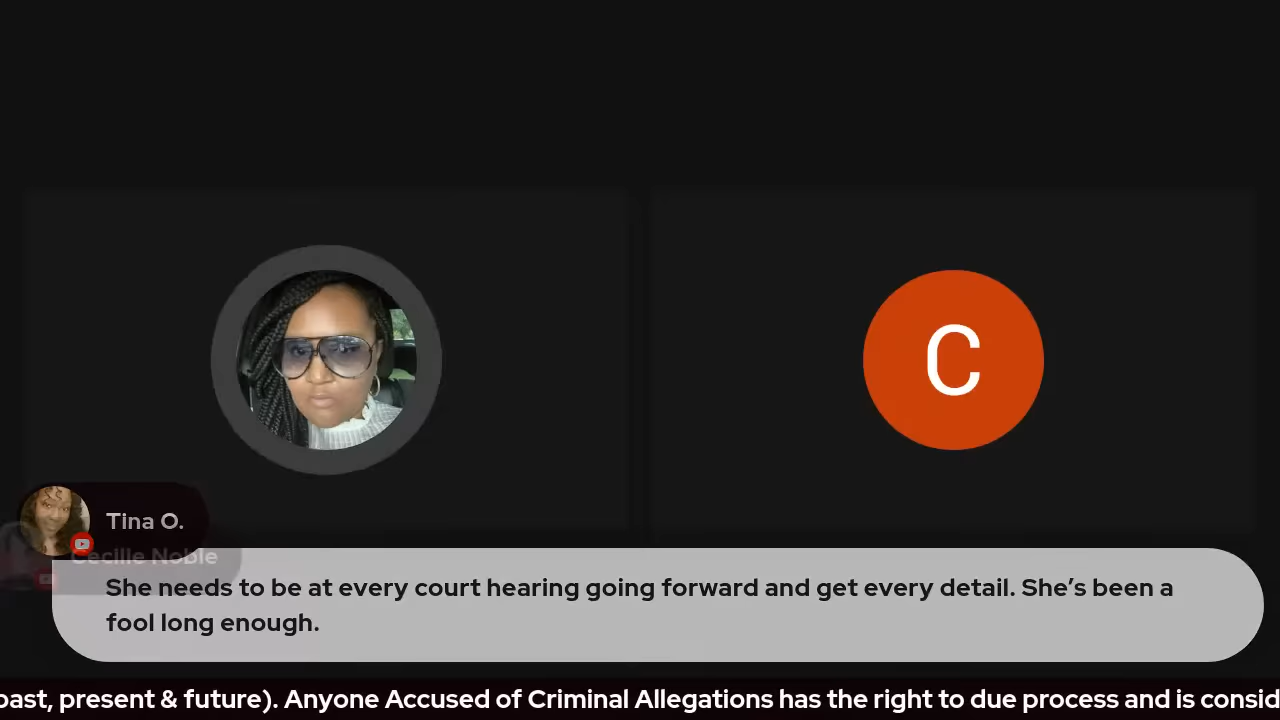 C
Tina O.
Cecille Noble
She needs to be at every court hearing going forward and get every detail. She’s been a
fool long enough.
past, present & future). Anyone Accused of Criminal Allegations has the right to due process and is consid